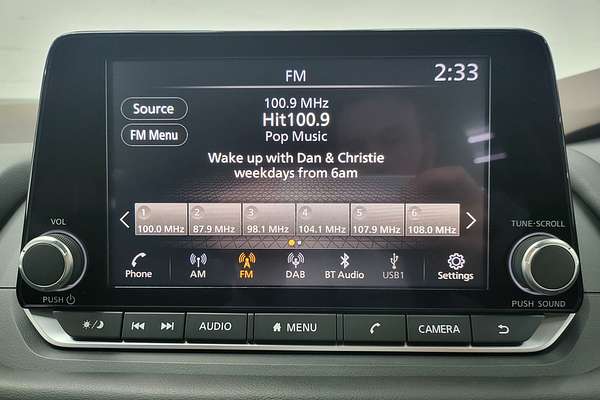 FM
2:33
Source
FM Menu
100.9 MHz
Hit100.9
Pop Music
Wake up with Dan & Christie
weekdays from 6am
1 2 3 4 5 6
100.0 MHz 87.9 MHz 98.1 MHz 104.1 MHz 107.9 MHz 108.0 MHz
Phone AM FM DAB BT Audio USB1 Settings
VOL
PUSH
TUNE·SCROLL
PUSH SOUND
AUDIO MENU CAMERA